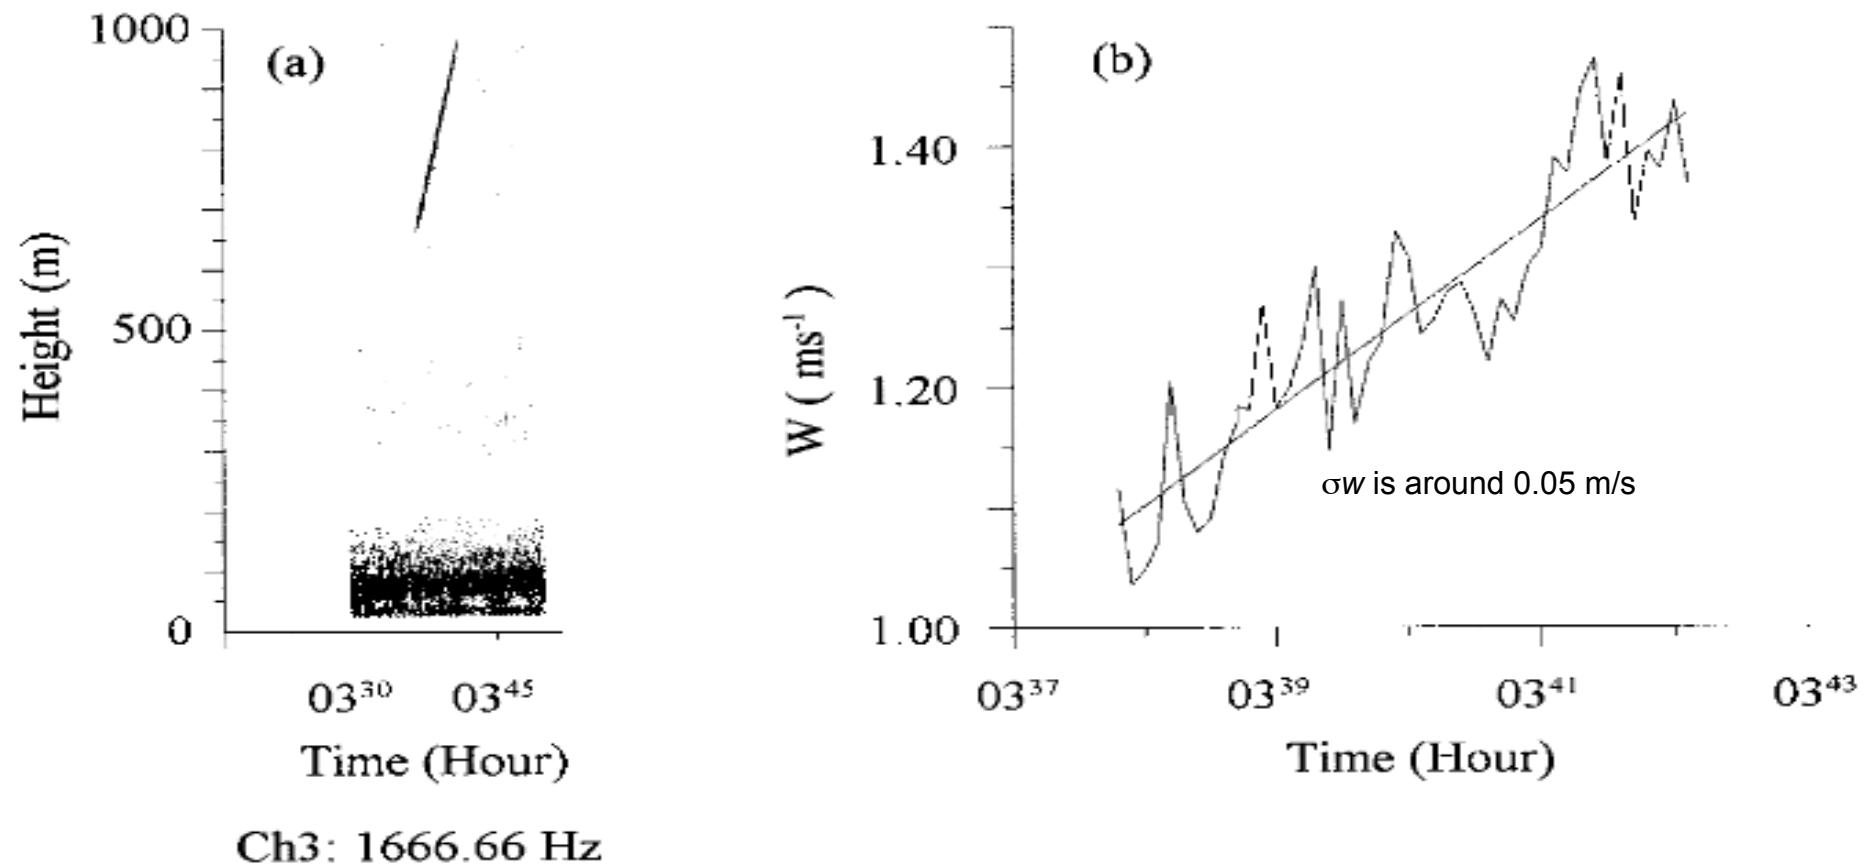 (a)
1000
500
0
Height (m)
03³⁰ 03⁴⁵
Time (Hour)
Ch3: 1666.66 Hz
(b)
1.40
1.20
1.00
W ( ms⁻¹ )
σw is around 0.05 m/s
03³⁷ 03³⁹ 03⁴¹ 03⁴³
Time (Hour)